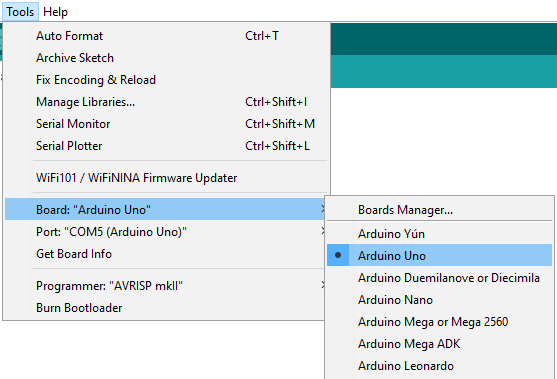 Tools Help
Auto Format Ctrl+T
Archive Sketch
Fix Encoding & Reload
Manage Libraries... Ctrl+Shift+I
Serial Monitor Ctrl+Shift+M
Serial Plotter Ctrl+Shift+L
WiFi101 / WiFiNINA Firmware Updater
Board: "Arduino Uno"
Port: "COM5 (Arduino Uno)"
Get Board Info
Programmer: "AVRISP mkII"
Burn Bootloader
Boards Manager...
Arduino Yún
Arduino Uno
Arduino Duemilanove or Diecimila
Arduino Nano
Arduino Mega or Mega 2560
Arduino Mega ADK
Arduino Leonardo